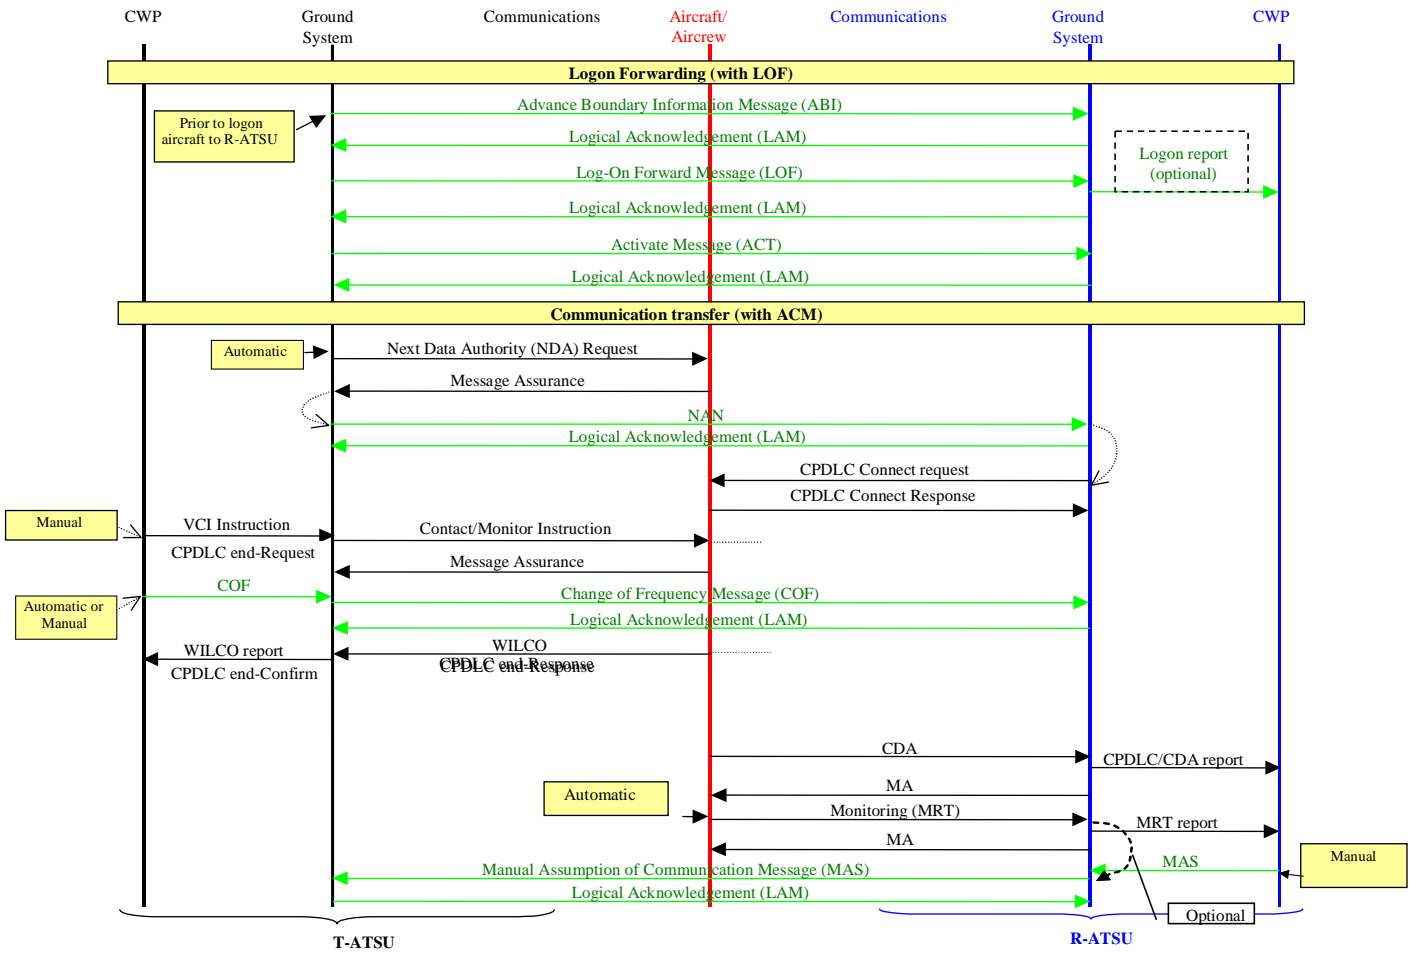 CWP
Ground
System
Communications
Aircraft/
Aircrew
Communications
Ground
System
CWP
Logon Forwarding (with LOF)
Prior to logon
aircraft to R-ATSU
Advance Boundary Information Message (ABI)
Logical Acknowledgement (LAM)
Logon report
(optional)
Log-On Forward Message (LOF)
Logical Acknowledgement (LAM)
Activate Message (ACT)
Logical Acknowledgement (LAM)
Communication transfer (with ACM)
Automatic
Next Data Authority (NDA) Request
Message Assurance
NAN
Logical Acknowledgement (LAM)
CPDLC Connect request
CPDLC Connect Response
Manual
VCI Instruction
Contact/Monitor Instruction
CPDLC end-Request
Message Assurance
COF
Change of Frequency Message (COF)
Automatic or
Manual
Logical Acknowledgement (LAM)
WILCO report
WILCO
CPDLC end-Response
CPDLC end-Confirm
CDA
CPDLC/CDA report
MA
Automatic
Monitoring (MRT)
MRT report
MA
Manual
MAS
Manual Assumption of Communication Message (MAS)
Logical Acknowledgement (LAM)
Optional
T-ATSU
R-ATSU